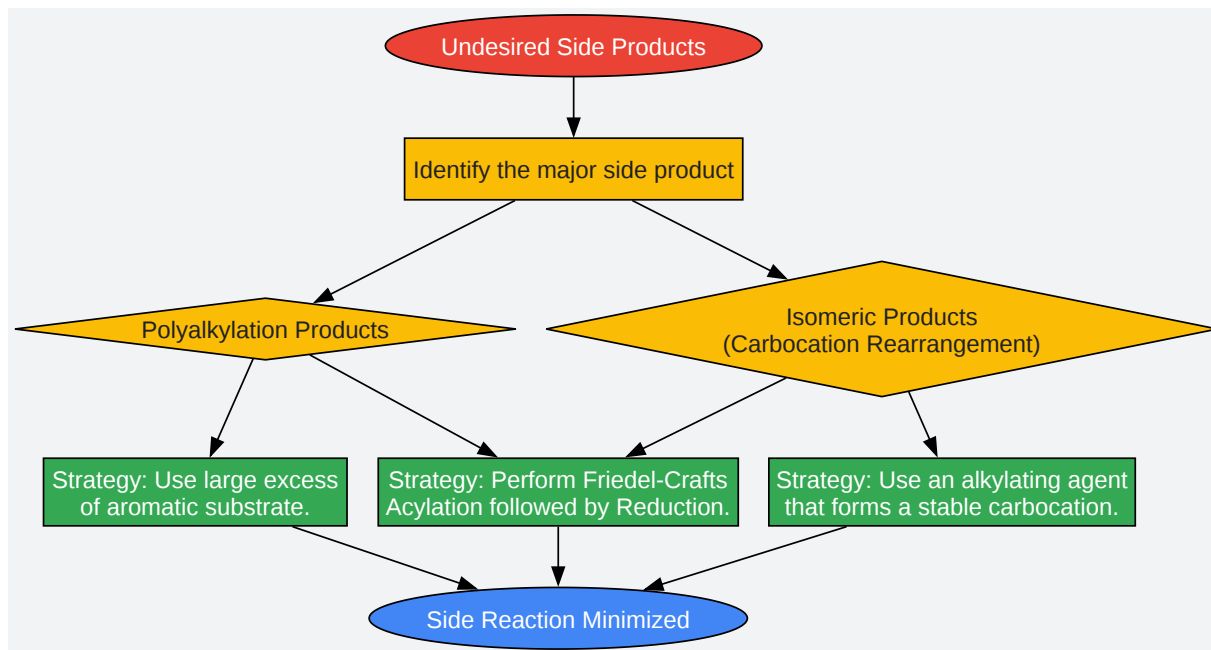 Undesired Side Products
Identify the major side product
Polyalkylation Products
Isomeric Products
(Carbocation Rearrangement)
Strategy: Use large excess
of aromatic substrate.
Strategy: Perform Friedel-Crafts
Acylation followed by Reduction.
Strategy: Use an alkylating agent
that forms a stable carbocation.
Side Reaction Minimized